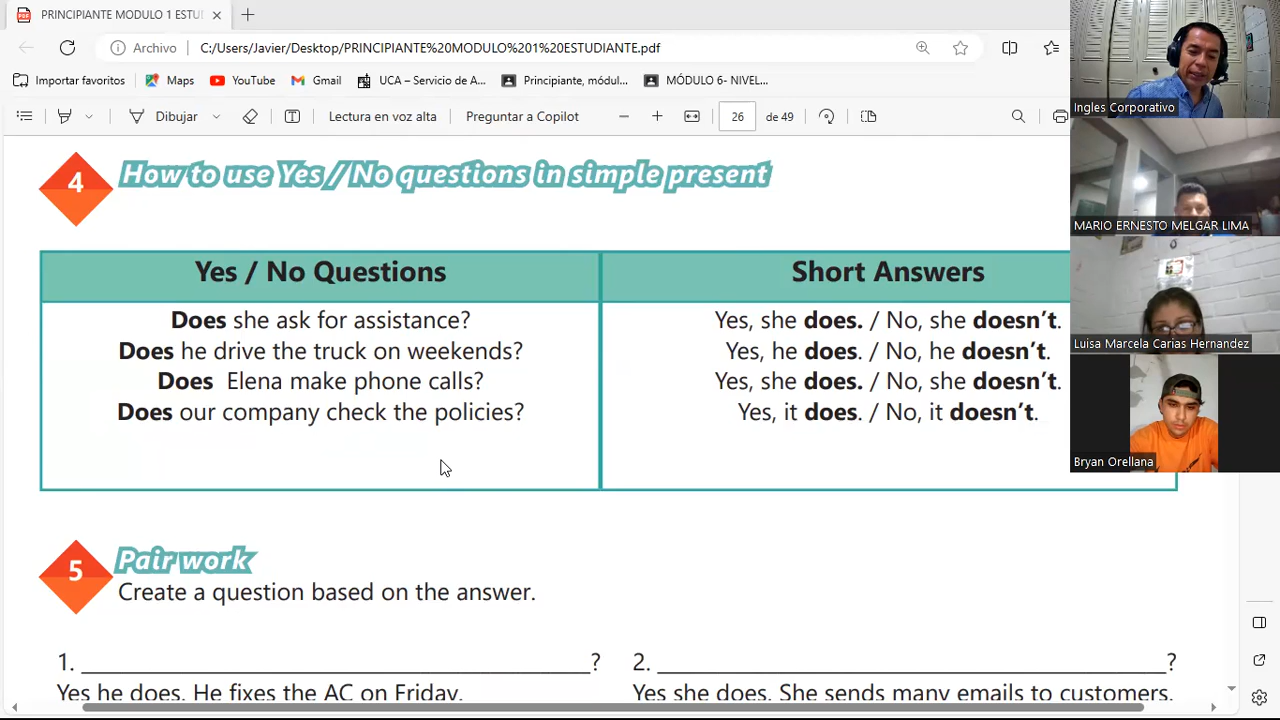 PRINCIPIANTE MODULO 1 ESTU
Archivo C:/Users/Javier/Desktop/PRINCIPIANTE%20MODULO%201%20ESTUDIANTE.pdf
Importar favoritos Maps YouTube Gmail UCA – Servicio de A... Principiante, módul... MÓDULO 6- NIVEL...
Dibujar Lectura en voz alta Preguntar a Copilot 26 de 49
4 How to use Yes / No questions in simple present
Yes / No Questions Short Answers
Does she ask for assistance? Yes, she does. / No, she doesn't.
Does he drive the truck on weekends? Yes, he does. / No, he doesn't.
Does Elena make phone calls? Yes, she does. / No, she doesn't.
Does our company check the policies? Yes, it does. / No, it doesn't.
5 Pair work
Create a question based on the answer.
1. ________________________________________? 2. ________________________________________?
Yes he does. He fixes the AC on Friday. Yes she does. She sends many emails to customers.
Ingles Corporativo
MARIO ERNESTO MELGAR LIMA
Luisa Marcela Carias Hernandez
Bryan Orellana